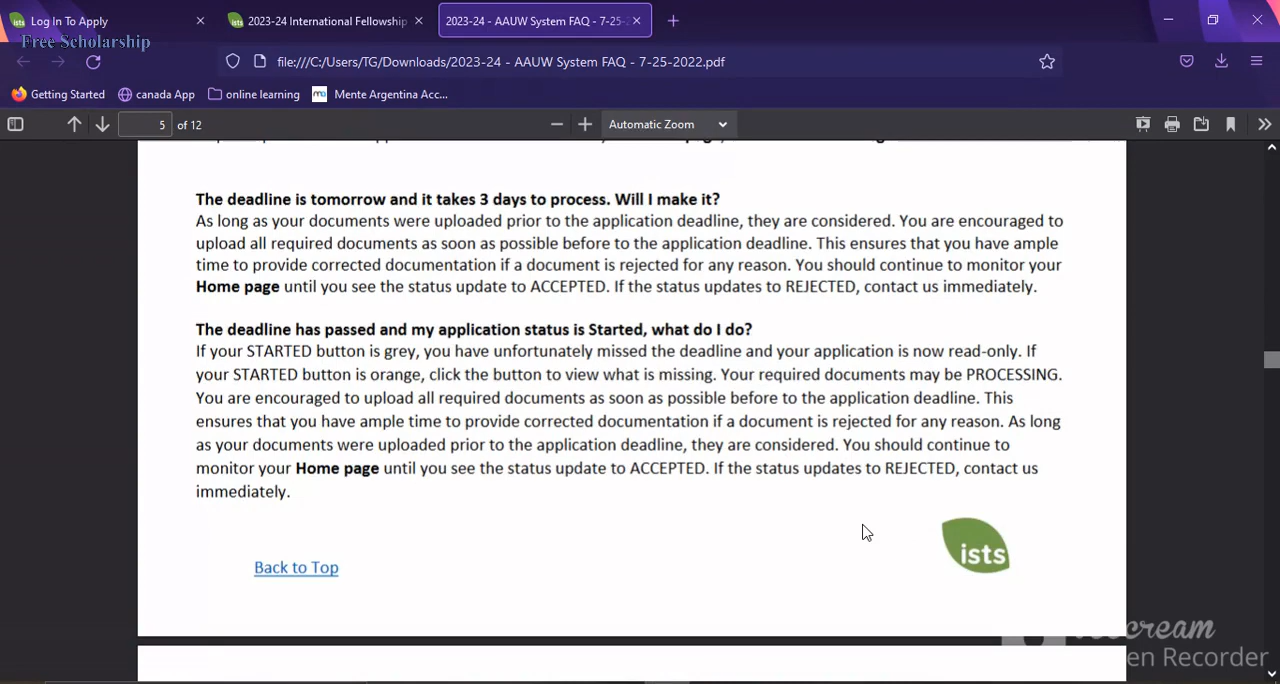 Log In To Apply
2023-24 International Fellowship
2023-24 - AAUW System FAQ - 7-25-
Free Scholarship
file:///C:/Users/TG/Downloads/2023-24 - AAUW System FAQ - 7-25-2022.pdf
Getting Started
canada App
online learning
Mente Argentina Acc...
5 of 12
Automatic Zoom
The deadline is tomorrow and it takes 3 days to process. Will I make it?
As long as your documents were uploaded prior to the application deadline, they are considered. You are encouraged to
upload all required documents as soon as possible before to the application deadline. This ensures that you have ample
time to provide corrected documentation if a document is rejected for any reason. You should continue to monitor your
Home page until you see the status update to ACCEPTED. If the status updates to REJECTED, contact us immediately.
The deadline has passed and my application status is Started, what do I do?
If your STARTED button is grey, you have unfortunately missed the deadline and your application is now read-only. If
your STARTED button is orange, click the button to view what is missing. Your required documents may be PROCESSING.
You are encouraged to upload all required documents as soon as possible before to the application deadline. This
ensures that you have ample time to provide corrected documentation if a document is rejected for any reason. As long
as your documents were uploaded prior to the application deadline, they are considered. You should continue to
monitor your Home page until you see the status update to ACCEPTED. If the status updates to REJECTED, contact us
immediately.
ists
Back to Top
en Recorder